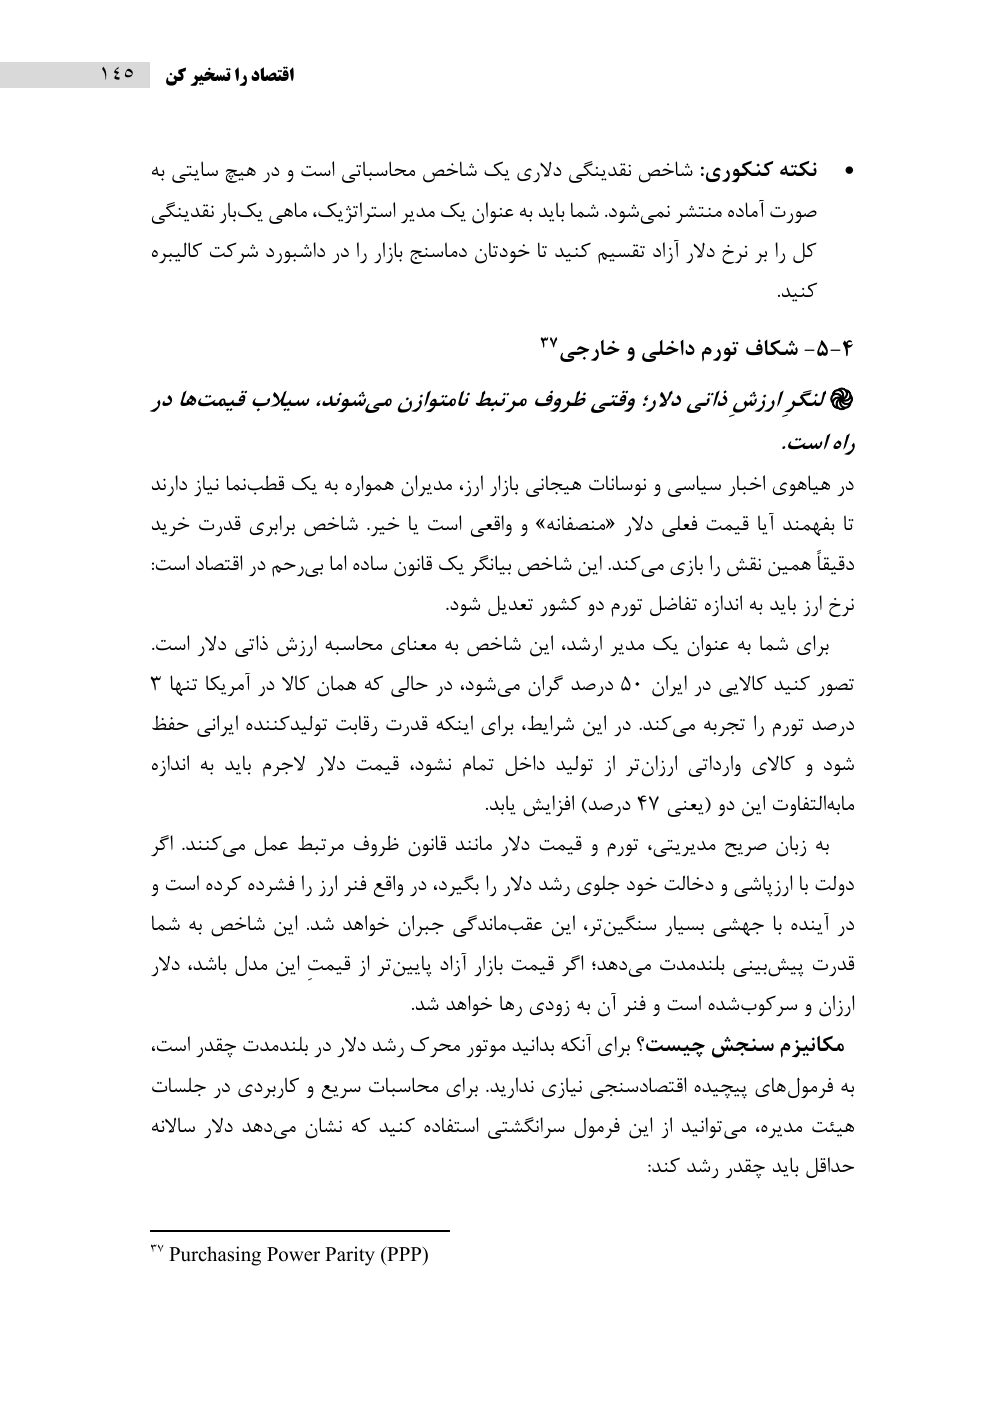 اقتصاد را تسخیر کن ۱۴۵
• نکته کنکوری: شاخص نقدینگی دلاری یک شاخص محاسباتی است و در هیچ سایتی به
صورت آماده منتشر نمی‌شود. شما باید به عنوان یک مدیر استراتژیک، ماهی یک‌بار نقدینگی
کل را بر نرخ دلار آزاد تقسیم کنید تا خودتان دماسنج بازار را در داشبورد شرکت کالیبره
کنید.
۴-۵- شکاف تورم داخلی و خارجی۳۷
لنگرِ ارزشِ ذاتی دلار؛ وقتی ظروف مرتبط نامتوازن می‌شوند، سیلاب قیمت‌ها در
راه است.
در هیاهوی اخبار سیاسی و نوسانات هیجانی بازار ارز، مدیران همواره به یک قطب‌نما نیاز دارند
تا بفهمند آیا قیمت فعلی دلار «منصفانه» و واقعی است یا خیر. شاخص برابری قدرت خرید
دقیقاً همین نقش را بازی می‌کند. این شاخص بیانگر یک قانون ساده اما بی‌رحم در اقتصاد است:
نرخ ارز باید به اندازه تفاضل تورم دو کشور تعدیل شود.
برای شما به عنوان یک مدیر ارشد، این شاخص به معنای محاسبه ارزش ذاتی دلار است.
تصور کنید کالایی در ایران ۵۰ درصد گران می‌شود، در حالی که همان کالا در آمریکا تنها ۳
درصد تورم را تجربه می‌کند. در این شرایط، برای اینکه قدرت رقابت تولیدکننده ایرانی حفظ
شود و کالای وارداتی ارزان‌تر از تولید داخل تمام نشود، قیمت دلار لاجرم باید به اندازه
مابه‌التفاوت این دو (یعنی ۴۷ درصد) افزایش یابد.
به زبان صریح مدیریتی، تورم و قیمت دلار مانند قانون ظروف مرتبط عمل می‌کنند. اگر
دولت با ارزپاشی و دخالت خود جلوی رشد دلار را بگیرد، در واقع فنر ارز را فشرده کرده است و
در آینده با جهشی بسیار سنگین‌تر، این عقب‌ماندگی جبران خواهد شد. این شاخص به شما
قدرت پیش‌بینی بلندمدت می‌دهد؛ اگر قیمت بازار آزاد پایین‌تر از قیمتِ این مدل باشد، دلار
ارزان و سرکوب‌شده است و فنر آن به زودی رها خواهد شد.
مکانیزم سنجش چیست؟ برای آنکه بدانید موتور محرک رشد دلار در بلندمدت چقدر است،
به فرمول‌های پیچیده اقتصادسنجی نیازی ندارید. برای محاسبات سریع و کاربردی در جلسات
هیئت مدیره، می‌توانید از این فرمول سرانگشتی استفاده کنید که نشان می‌دهد دلار سالانه
حداقل باید چقدر رشد کند:
۳۷ Purchasing Power Parity (PPP)